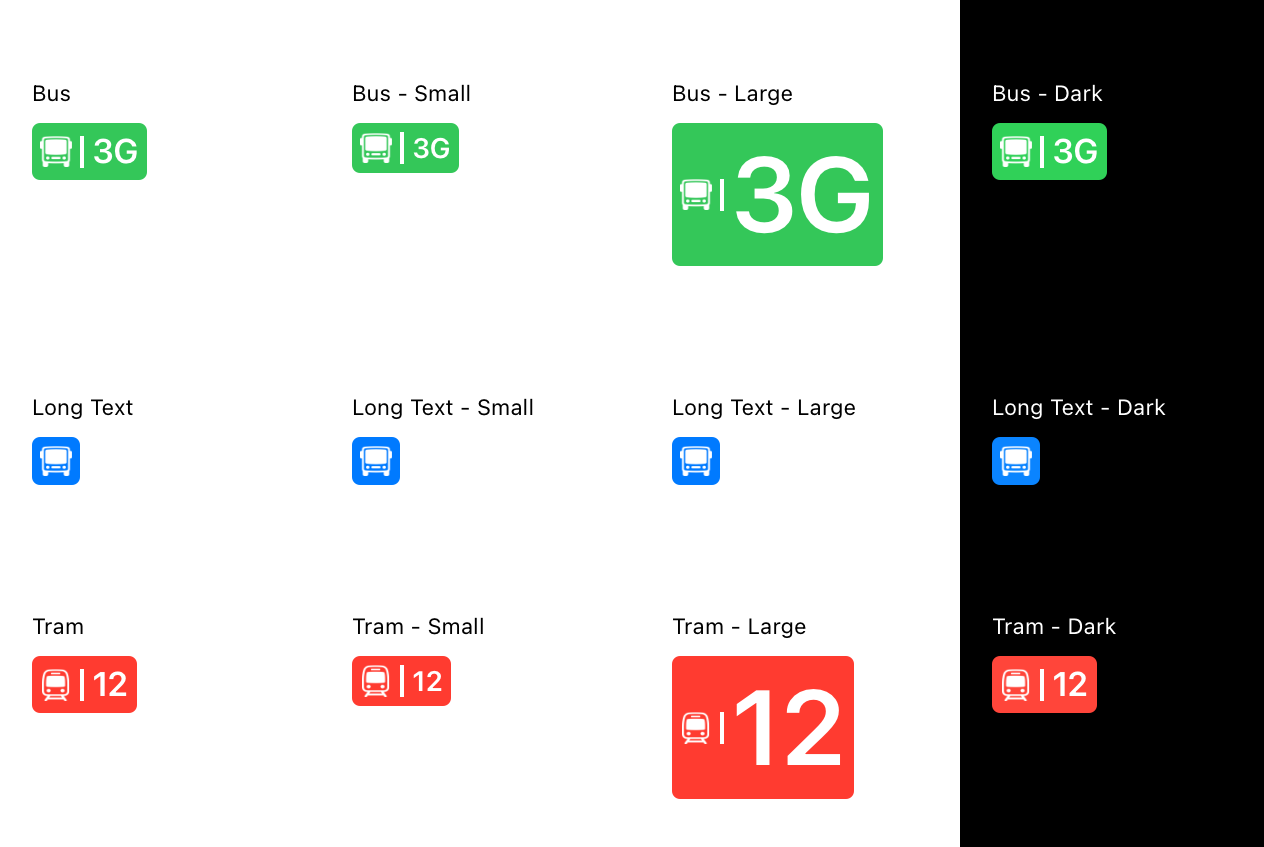 Bus
Bus - Small
Bus - Large
Bus - Dark
3G
3G
3G
3G
Long Text
Long Text - Small
Long Text - Large
Long Text - Dark
Tram
Tram - Small
Tram - Large
Tram - Dark
12
12
12
12